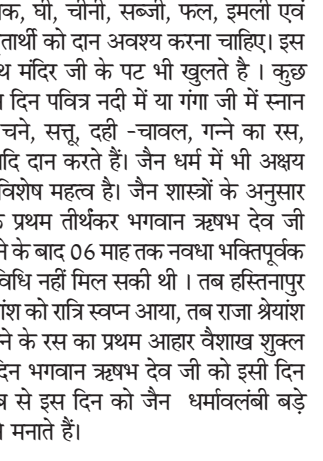 क, घी, चीनी, सब्जी, फल, इमली एवं
तार्थी को दान अवश्य करना चाहिए। इस
थ मंदिर जी के पट भी खुलते है । कुछ
दिन पवित्र नदी में या गंगा जी में स्नान
चने, सत्तू, दही -चावल, गन्ने का रस,
दि दान करते हैं। जैन धर्म में भी अक्षय
विशेष महत्व है। जैन शास्त्रों के अनुसार
प्रथम तीर्थंकर भगवान ऋषभ देव जी
ने के बाद 06 माह तक नवधा भक्तिपूर्वक
विधि नहीं मिल सकी थी । तब हस्तिनापुर
ांश को रात्रि स्वप्न आया, तब राजा श्रेयांश
ने के रस का प्रथम आहार वैशाख शुक्ल
दिन भगवान ऋषभ देव जी को इसी दिन
ब से इस दिन को जैन धर्मावलंबी बड़े
मनाते हैं।